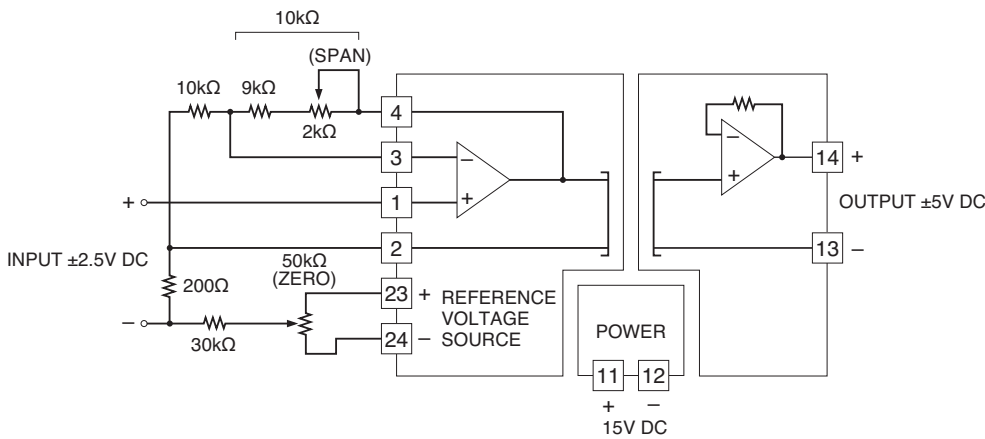 10kΩ
(SPAN)
10kΩ
9kΩ
2kΩ
4
3
−
1
+
+
2
INPUT ±2.5V DC
50kΩ
(ZERO)
200Ω
23
+
REFERENCE
VOLTAGE
SOURCE
−
30kΩ
24
−
POWER
11
12
+
−
15V DC
−
+
14
+
OUTPUT ±5V DC
13
−